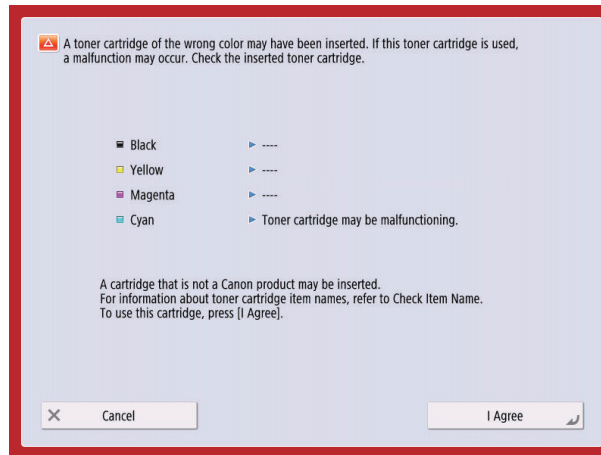 A toner cartridge of the wrong color may have been inserted. If this toner cartridge is used,
a malfunction may occur. Check the inserted toner cartridge.
Black ----
Yellow ----
Magenta ----
Cyan Toner cartridge may be malfunctioning.
A cartridge that is not a Canon product may be inserted.
For information about toner cartridge item names, refer to Check Item Name.
To use this cartridge, press [I Agree].
Cancel I Agree